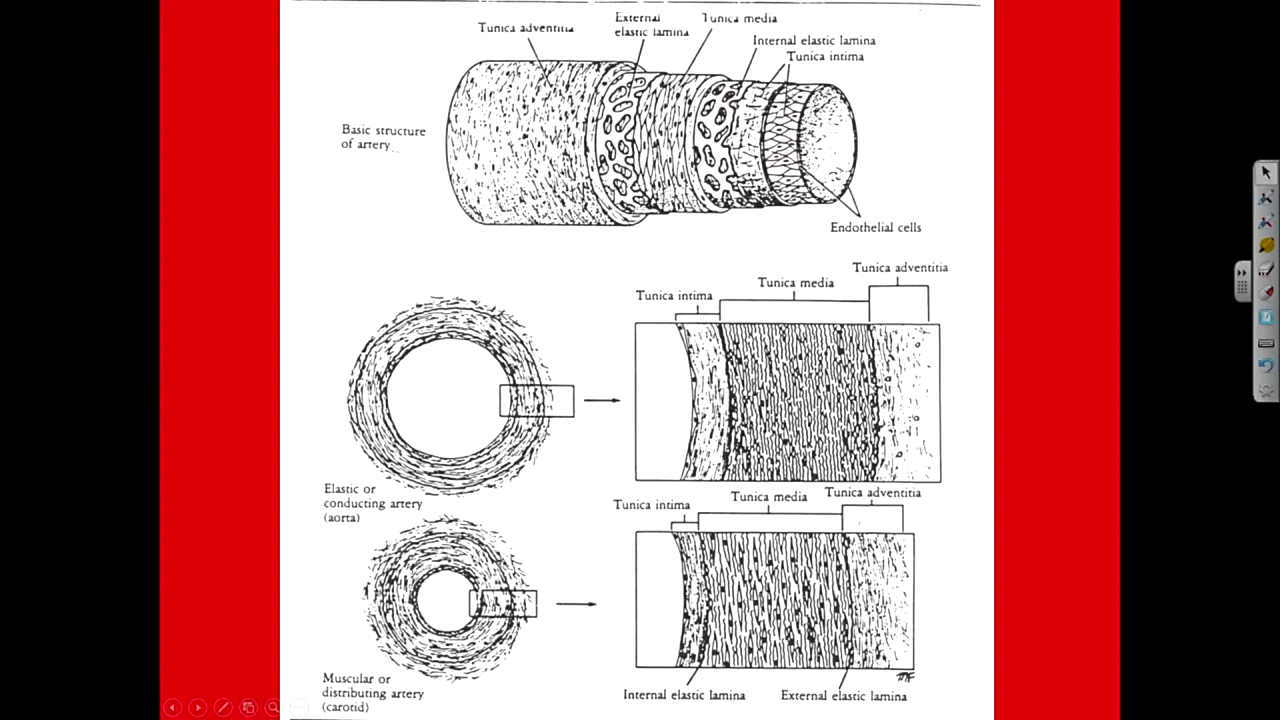 Tunica adventitia
External
elastic lamina
Tunica media
Internal elastic lamina
Tunica intima
Basic structure
of artery
Endothelial cells
Tunica adventitia
Tunica media
Tunica intima
Elastic or
conducting artery
(aorta)
Tunica adventitia
Tunica media
Tunica intima
Muscular or
distributing artery
(carotid)
Internal elastic lamina
External elastic lamina